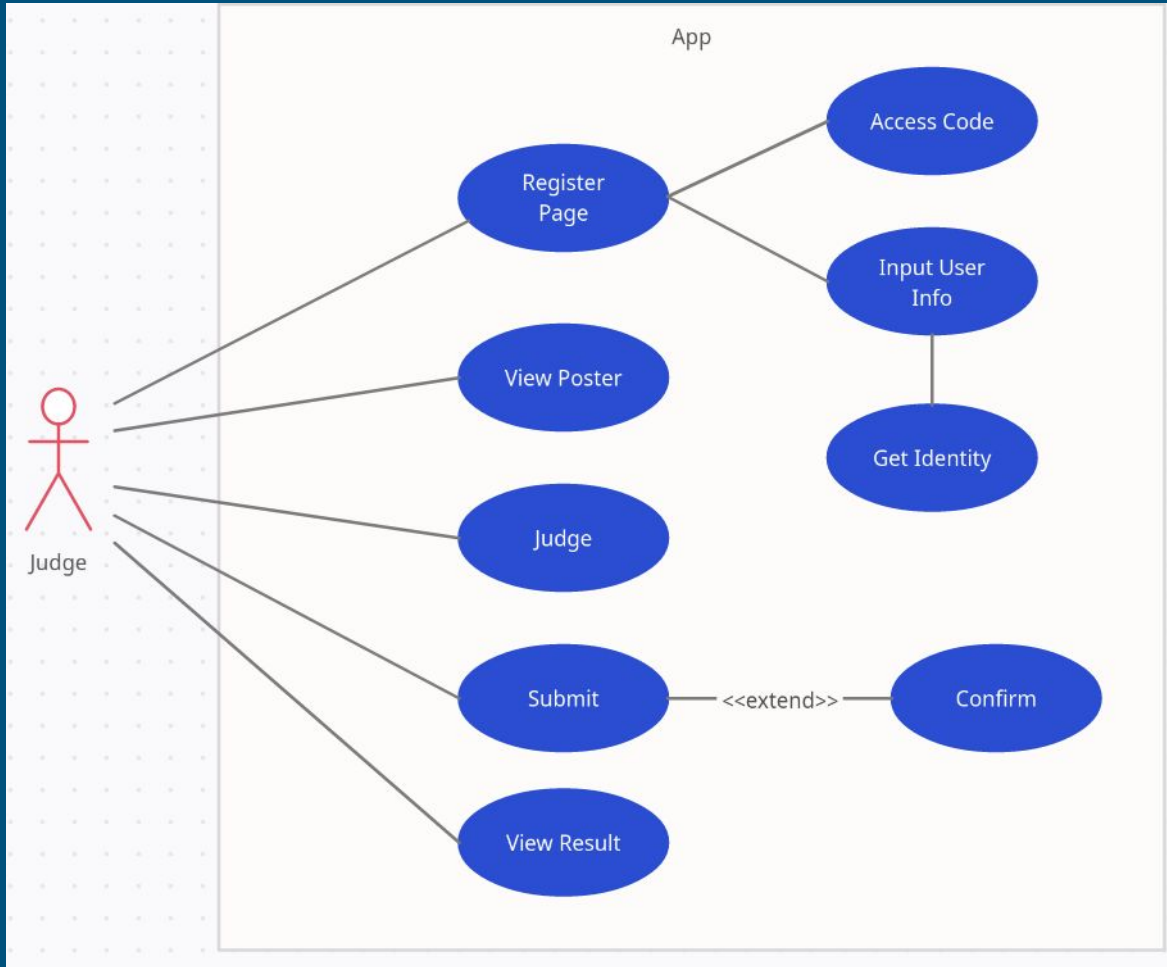 App
Access Code
Register
Page
Input User
Info
View Poster
Get Identity
Judge
Judge
Submit
<<extend>>
Confirm
View Result